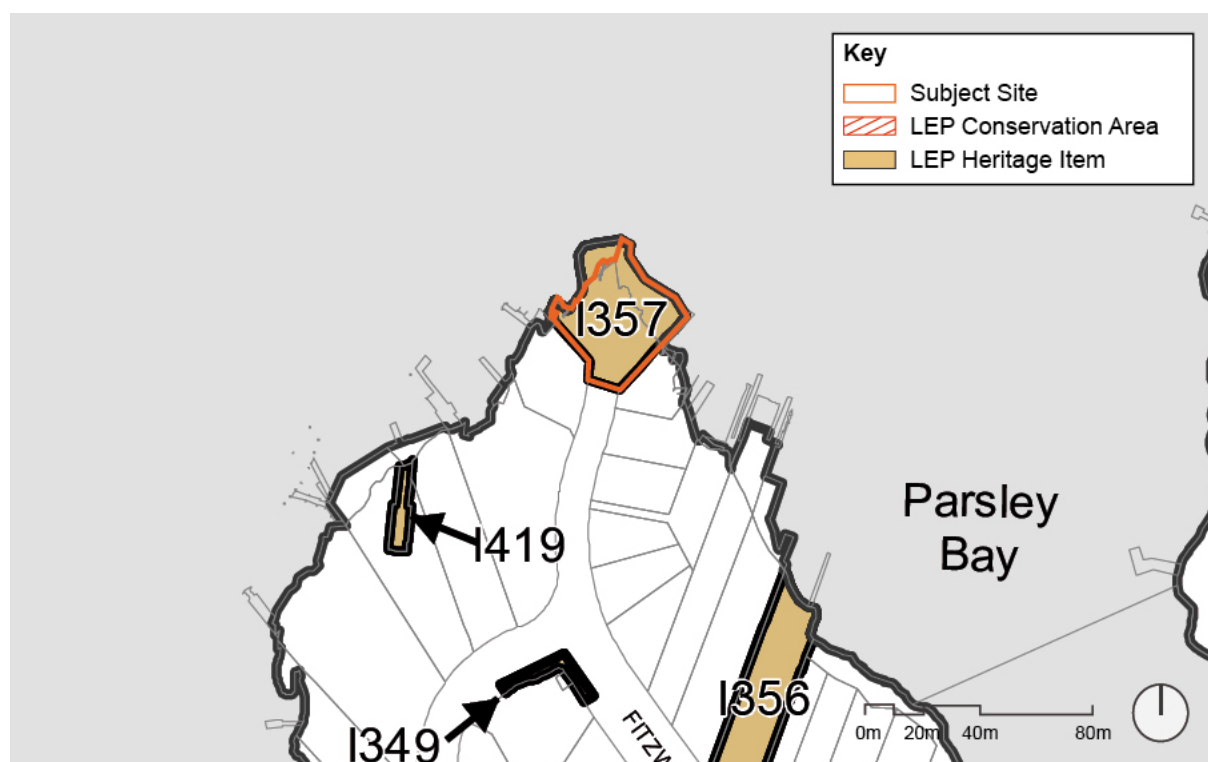 Key
Subject Site
LEP Conservation Area
LEP Heritage Item
I357
Parsley
Bay
I419
I356
I349
FITZW
0m 20m 40m 80m